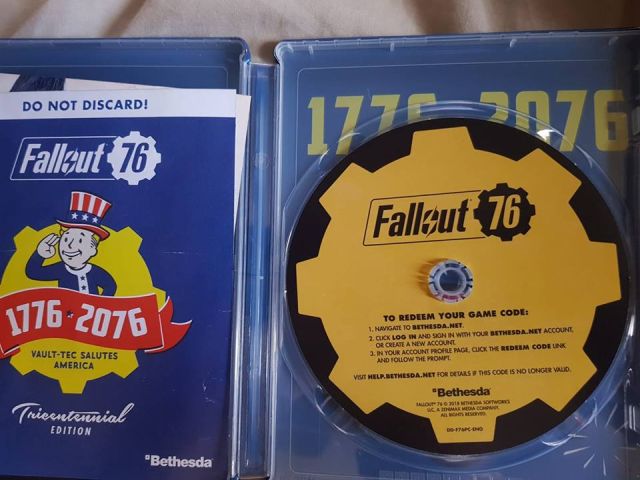 DO NOT DISCARD!
Fallout 76
1776 ★ 2076
VAULT-TEC SALUTES
AMERICA
Tricentennial
EDITION
Bethesda
1776 2076
Fallout 76
TO REDEEM YOUR GAME CODE:
1. NAVIGATE TO BETHESDA.NET.
2. CLICK LOG IN AND SIGN IN WITH YOUR BETHESDA.NET ACCOUNT,
OR CREATE A NEW ACCOUNT.
3. IN YOUR ACCOUNT PROFILE PAGE, CLICK THE REDEEM CODE LINK
AND FOLLOW THE PROMPT.
VISIT HELP.BETHESDA.NET FOR DETAILS IF THIS CODE IS NO LONGER VALID.
Bethesda
FALLOUT® 76 © 2018 BETHESDA SOFTWORKS
LLC, A ZENIMAX MEDIA COMPANY.
ALL RIGHTS RESERVED.
DG-F76PC-ENG